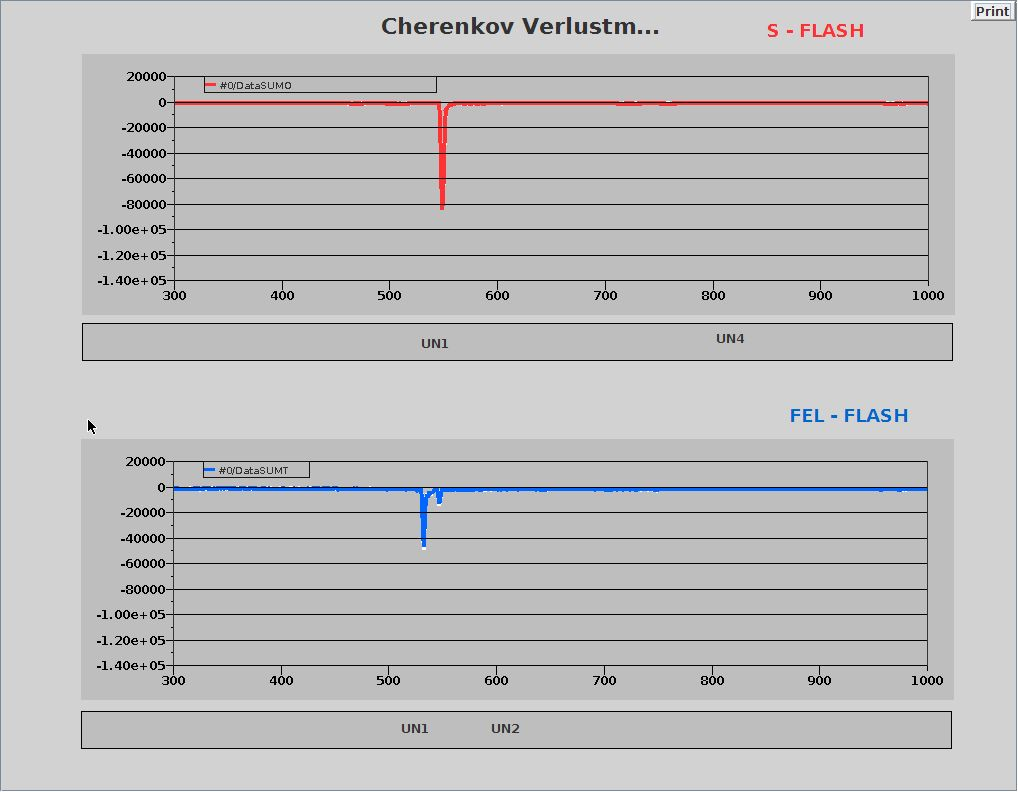 Print
Cherenkov Verlustm...
S - FLASH
#0/DataSUMO
20000
0
-20000
-40000
-60000
-80000
-1.00e+05
-1.20e+05
-1.40e+05
300 400 500 600 700 800 900 1000
UN1 UN4
FEL - FLASH
#0/DataSUMT
20000
0
-20000
-40000
-60000
-80000
-1.00e+05
-1.20e+05
-1.40e+05
300 400 500 600 700 800 900 1000
UN1 UN2